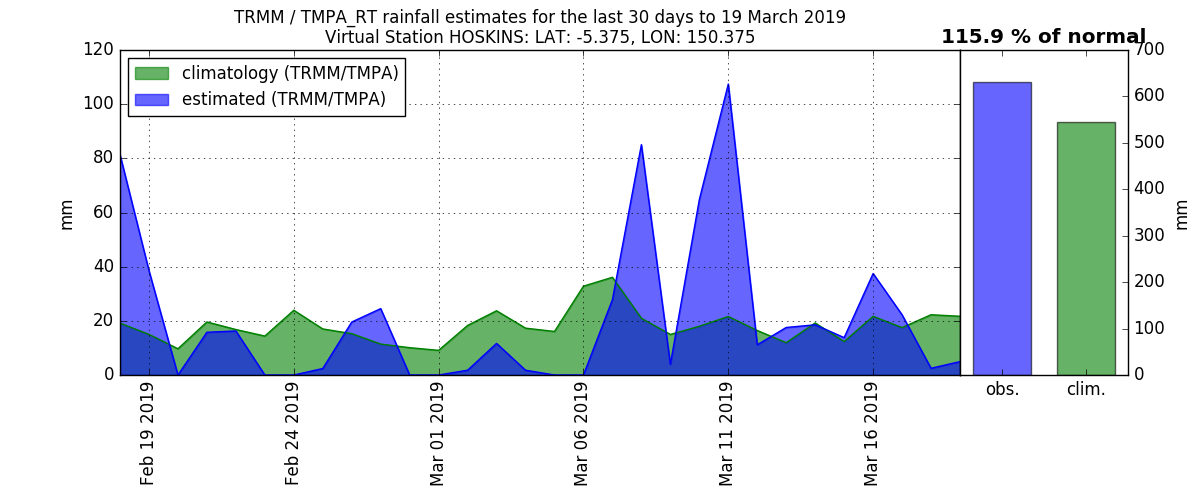 TRMM / TMPA_RT rainfall estimates for the last 30 days to 19 March 2019
Virtual Station HOSKINS: LAT: -5.375, LON: 150.375
115.9 % of normal
climatology (TRMM/TMPA)
estimated (TRMM/TMPA)
mm
120
100
80
60
40
20
0
Feb 19 2019
Feb 24 2019
Mar 01 2019
Mar 06 2019
Mar 11 2019
Mar 16 2019
obs.
clim.
700
600
500
400
300
200
100
0
mm